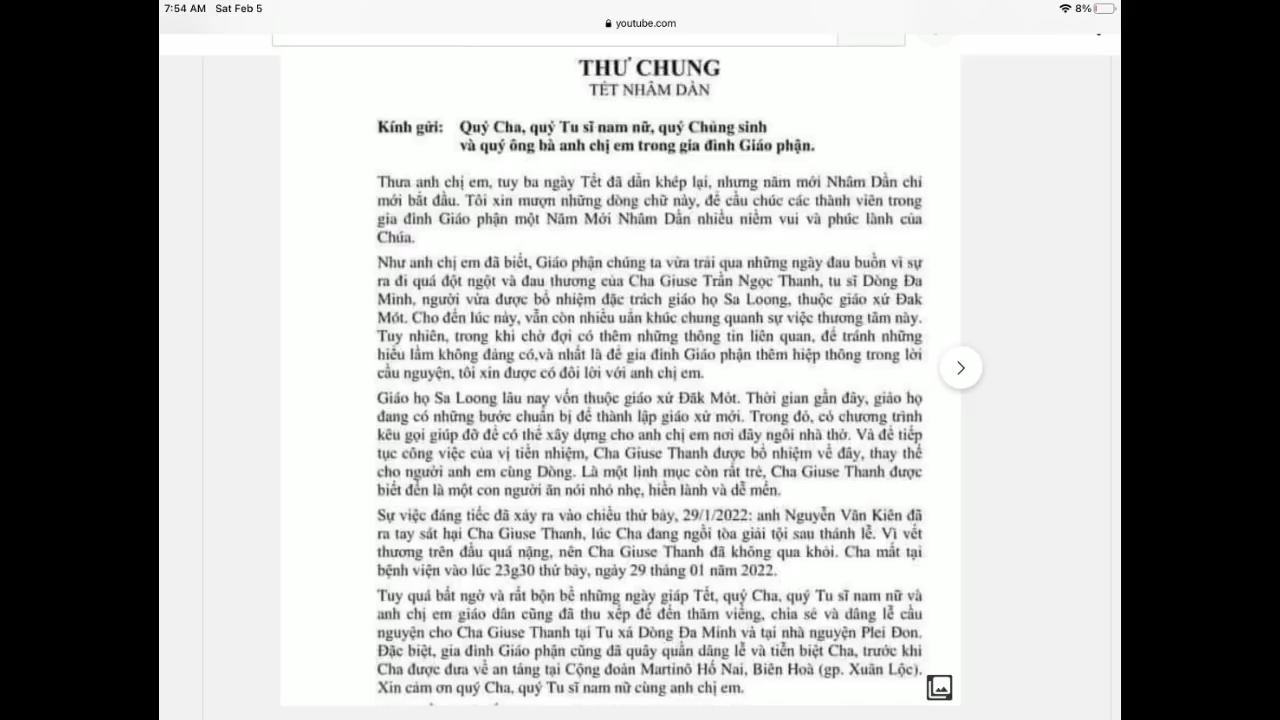 7:54 AM Sat Feb 5
8%
youtube.com
THƯ CHUNG
TẾT NHÂM DẦN
Kính gửi: Quý Cha, quý Tu sĩ nam nữ, quý Chủng sinh
và quý ông bà anh chị em trong gia đình Giáo phận.
Thưa anh chị em, tuy ba ngày Tết đã dần khép lại, nhưng năm mới Nhâm Dần chỉ
mới bắt đầu. Tôi xin mượn những dòng chữ này, để cầu chúc các thành viên trong
gia đình Giáo phận một Năm Mới Nhâm Dần nhiều niềm vui và phúc lành của
Chúa.
Như anh chị em đã biết, Giáo phận chúng ta vừa trải qua những ngày đau buồn vì sự
ra đi quá đột ngột và đau thương của Cha Giuse Trần Ngọc Thanh, tu sĩ Dòng Đa
Minh, người vừa được bổ nhiệm đặc trách giáo họ Sa Loong, thuộc giáo xứ Đak
Mót. Cho đến lúc này, vẫn còn nhiều uẩn khúc chung quanh sự việc thương tâm này.
Tuy nhiên, trong khi chờ đợi có thêm những thông tin liên quan, để tránh những
hiểu lầm không đáng có,và nhất là để gia đình Giáo phận thêm hiệp thông trong lời
cầu nguyện, tôi xin được có đôi lời với anh chị em.
Giáo họ Sa Loong lâu nay vốn thuộc giáo xứ Đăk Mót. Thời gian gần đây, giáo họ
đang có những bước chuẩn bị để thành lập giáo xứ mới. Trong đó, có chương trình
kêu gọi giúp đỡ để có thể xây dựng cho anh chị em nơi đây ngôi nhà thờ. Và để tiếp
tục công việc của vị tiền nhiệm, Cha Giuse Thanh được bổ nhiệm về đây, thay thế
cho người anh em cùng Dòng. Là một linh mục còn rất trẻ, Cha Giuse Thanh được
biết đến là một con người ăn nói nhỏ nhẹ, hiền lành và dễ mến.
Sự việc đáng tiếc đã xảy ra vào chiều thứ bảy, 29/1/2022: anh Nguyễn Văn Kiên đã
ra tay sát hại Cha Giuse Thanh, lúc Cha đang ngồi tòa giải tội sau thánh lễ. Vì vết
thương trên đầu quá nặng, nên Cha Giuse Thanh đã không qua khỏi. Cha mất tại
bệnh viện vào lúc 23g30 thứ bảy, ngày 29 tháng 01 năm 2022.
Tuy quá bất ngờ và rất bộn bề những ngày giáp Tết, quý Cha, quý Tu sĩ nam nữ và
anh chị em giáo dân cũng đã thu xếp để đến thăm viếng, chia sẻ và dâng lễ cầu
nguyện cho Cha Giuse Thanh tại Tu xá Dòng Đa Minh và tại nhà nguyện Plei Đon.
Đặc biệt, gia đình Giáo phận cũng đã quây quần dâng lễ và tiễn biệt Cha, trước khi
Cha được đưa về an táng tại Cộng đoàn Martinô Hố Nai, Biên Hoà (gp. Xuân Lộc).
Xin cảm ơn quý Cha, quý Tu sĩ nam nữ cùng anh chị em.